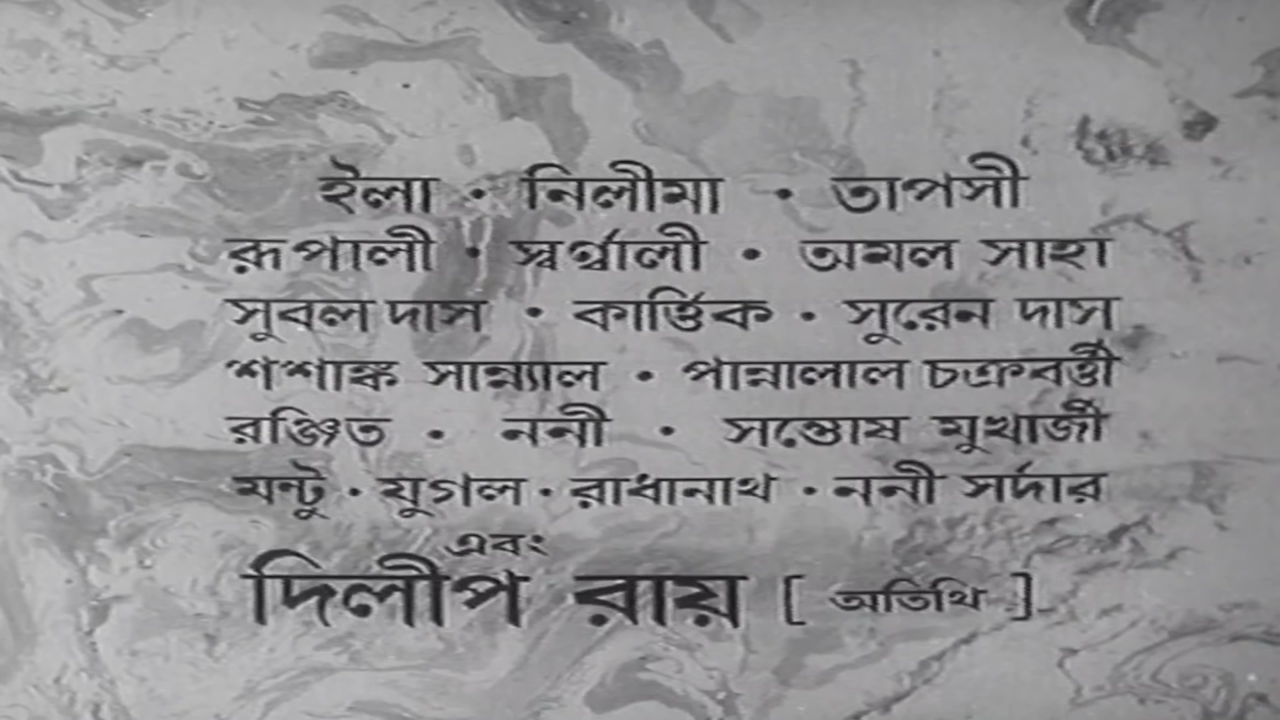 ইলা · নিলীমা · তাপসী
রূপালী · স্বর্ণালী · অমল সাহা
সুবল দাস · কার্ত্তিক · সুরেন দাস
শশাঙ্ক সান্ন্যাল · পান্নালাল চক্রবর্ত্তী
রঞ্জিত · ননী · সন্তোষ মুখার্জী
মন্টু · যুগল · রাধানাথ · ননী সর্দার
এবং
দিলীপ রায় [ অতিথি ]